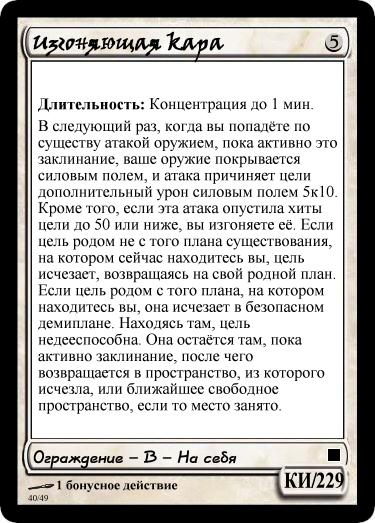 Изгоняющая кара
5
Длительность: Концентрация до 1 мин.
В следующий раз, когда вы попадёте по
существу атакой оружием, пока активно это
заклинание, ваше оружие покрывается
силовым полем, и атака причиняет цели
дополнительный урон силовым полем 5к10.
Кроме того, если эта атака опустила хиты
цели до 50 или ниже, вы изгоняете её. Если
цель родом не с того плана существования,
на котором сейчас находитесь вы, цель
исчезает, возвращаясь на свой родной план.
Если цель родом с того плана, на котором
находитесь вы, она исчезает в безопасном
демиплане. Находясь там, цель
недееспособна. Она остаётся там, пока
активно заклинание, после чего
возвращается в пространство, из которого
исчезла, или ближайшее свободное
пространство, если то место занято.
Ограждение – В – На себя
1 бонусное действие
КИ/229
40/49